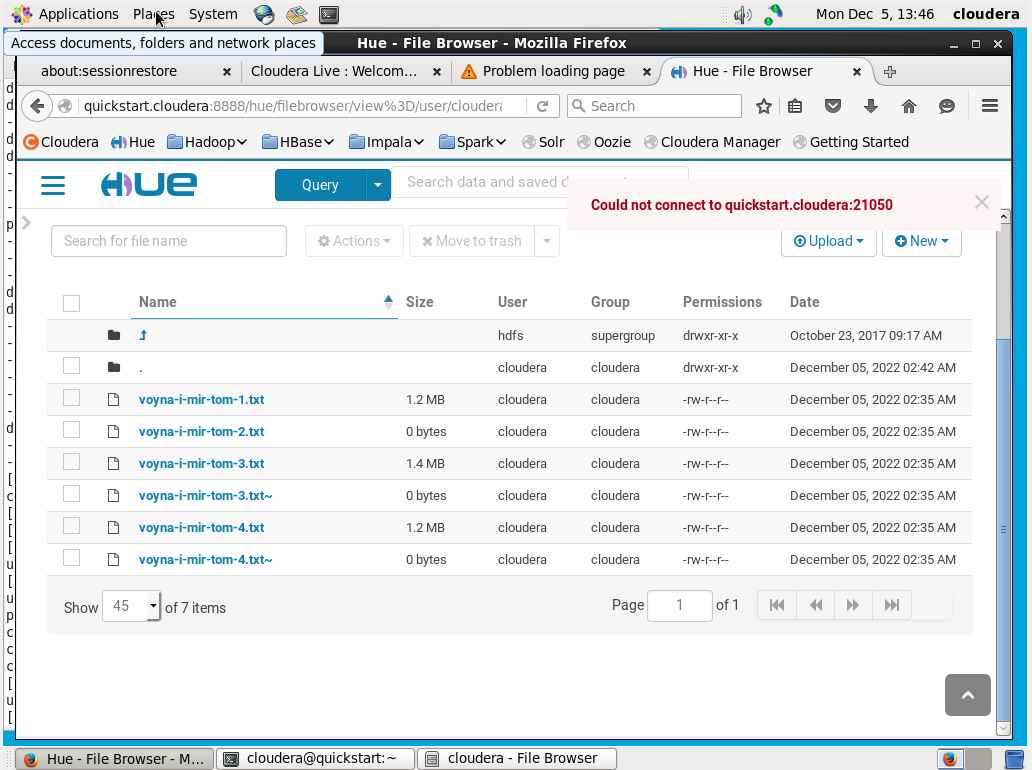 Applications Places System Mon Dec 5, 13:46 cloudera
Access documents, folders and network places
Hue - File Browser - Mozilla Firefox
about:sessionrestore Cloudera Live : Welcom... Problem loading page Hue - File Browser
quickstart.cloudera:8888/hue/filebrowser/view%3D/user/cloudera Search
Cloudera Hue Hadoop HBase Impala Spark Solr Oozie Cloudera Manager Getting Started
HUE Query Search data and saved d
Could not connect to quickstart.cloudera:21050
Search for file name Actions Move to trash Upload New
Name Size User Group Permissions Date
hdfs supergroup drwxr-xr-x October 23, 2017 09:17 AM
. cloudera cloudera drwxr-xr-x December 05, 2022 02:42 AM
voyna-i-mir-tom-1.txt 1.2 MB cloudera cloudera -rw-r--r-- December 05, 2022 02:35 AM
voyna-i-mir-tom-2.txt 0 bytes cloudera cloudera -rw-r--r-- December 05, 2022 02:35 AM
voyna-i-mir-tom-3.txt 1.4 MB cloudera cloudera -rw-r--r-- December 05, 2022 02:35 AM
voyna-i-mir-tom-3.txt~ 0 bytes cloudera cloudera -rw-r--r-- December 05, 2022 02:35 AM
voyna-i-mir-tom-4.txt 1.2 MB cloudera cloudera -rw-r--r-- December 05, 2022 02:35 AM
voyna-i-mir-tom-4.txt~ 0 bytes cloudera cloudera -rw-r--r-- December 05, 2022 02:35 AM
Show 45 of 7 items Page 1 of 1
Hue - File Browser - M... cloudera@quickstart:~ cloudera - File Browser